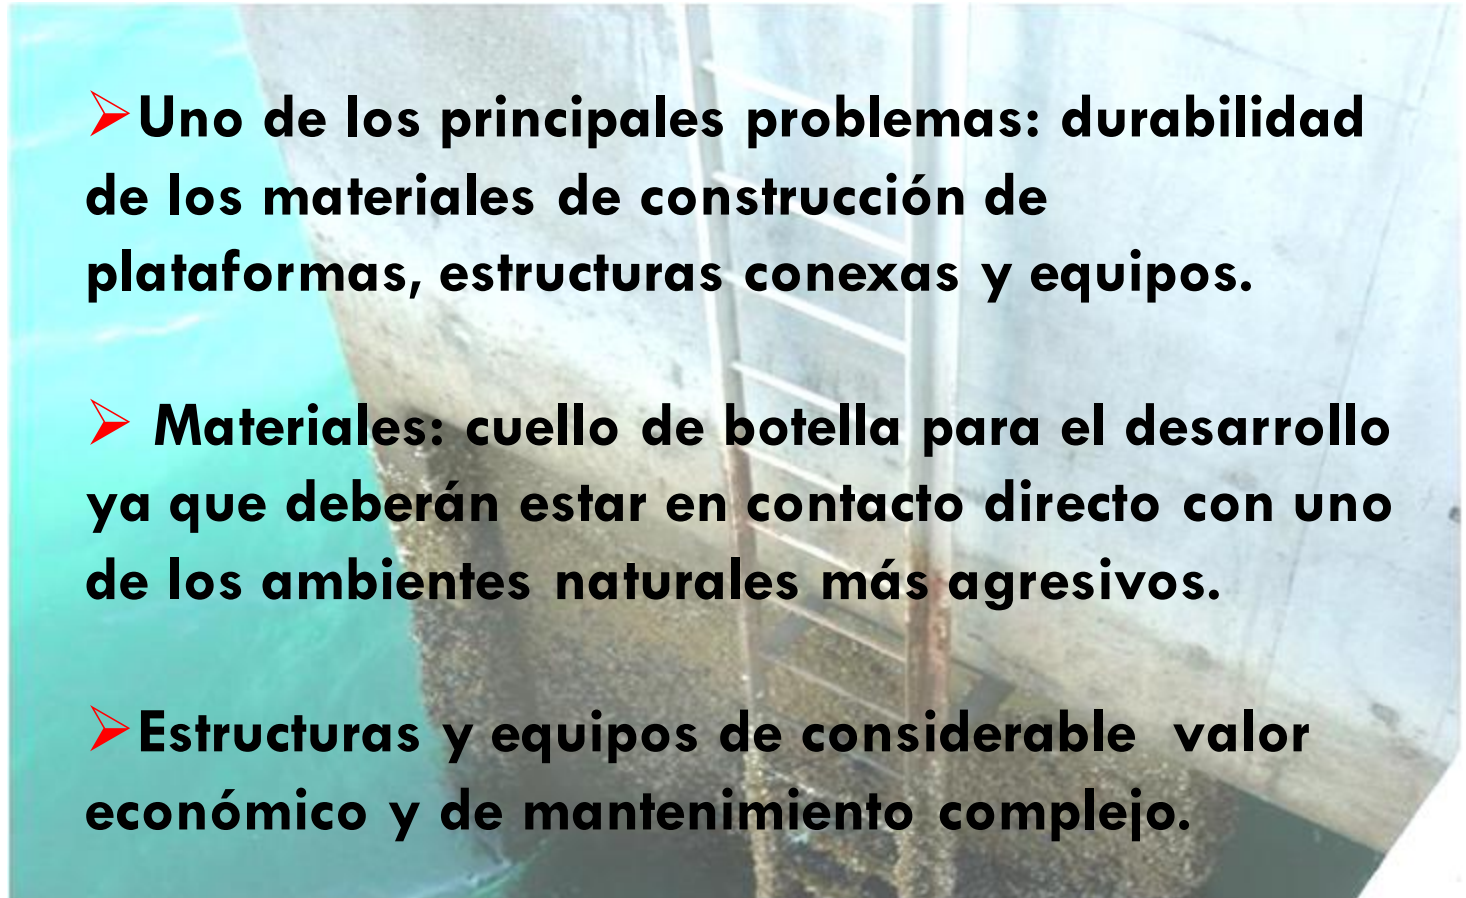 ➢Uno de los principales problemas: durabilidad
de los materiales de construcción de
plataformas, estructuras conexas y equipos.
➢ Materiales: cuello de botella para el desarrollo
ya que deberán estar en contacto directo con uno
de los ambientes naturales más agresivos.
➢Estructuras y equipos de considerable valor
económico y de mantenimiento complejo.